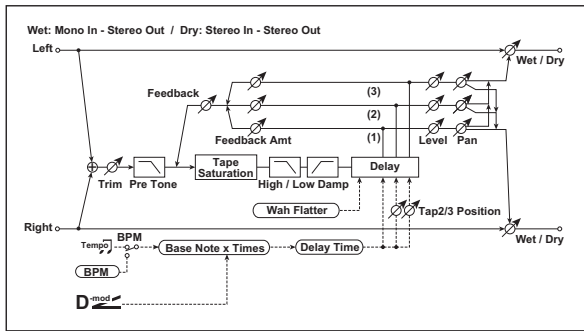 Wet: Mono In - Stereo Out / Dry: Stereo In - Stereo Out
Left
Wet / Dry
Feedback
(3)
(2)
(1)
Feedback Amt
Level
Pan
Trim
Pre Tone
Tape
Saturation
High / Low Damp
Delay
Wah Flatter
Tap2/3 Position
Right
Wet / Dry
Tempo
BPM
BPM
Base Note x Times
Delay Time
D-mod